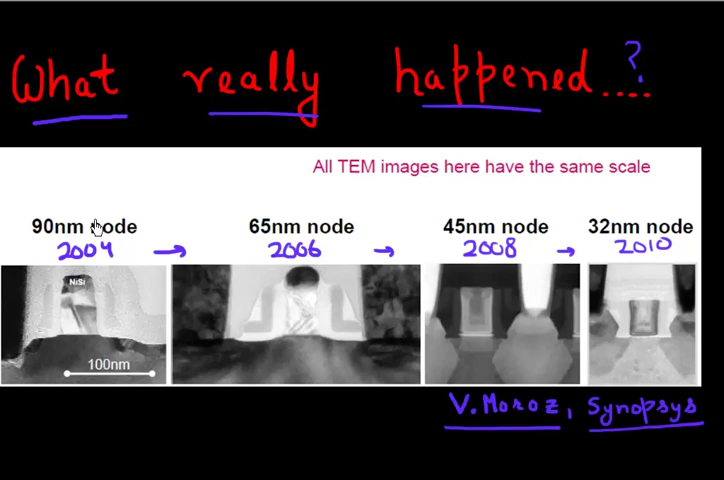 What really happened....?
All TEM images here have the same scale
90nm node 65nm node 45nm node 32nm node
2004 → 2006 → 2008 → 2010
NiSi
100nm
V. Moroz, Synopsys